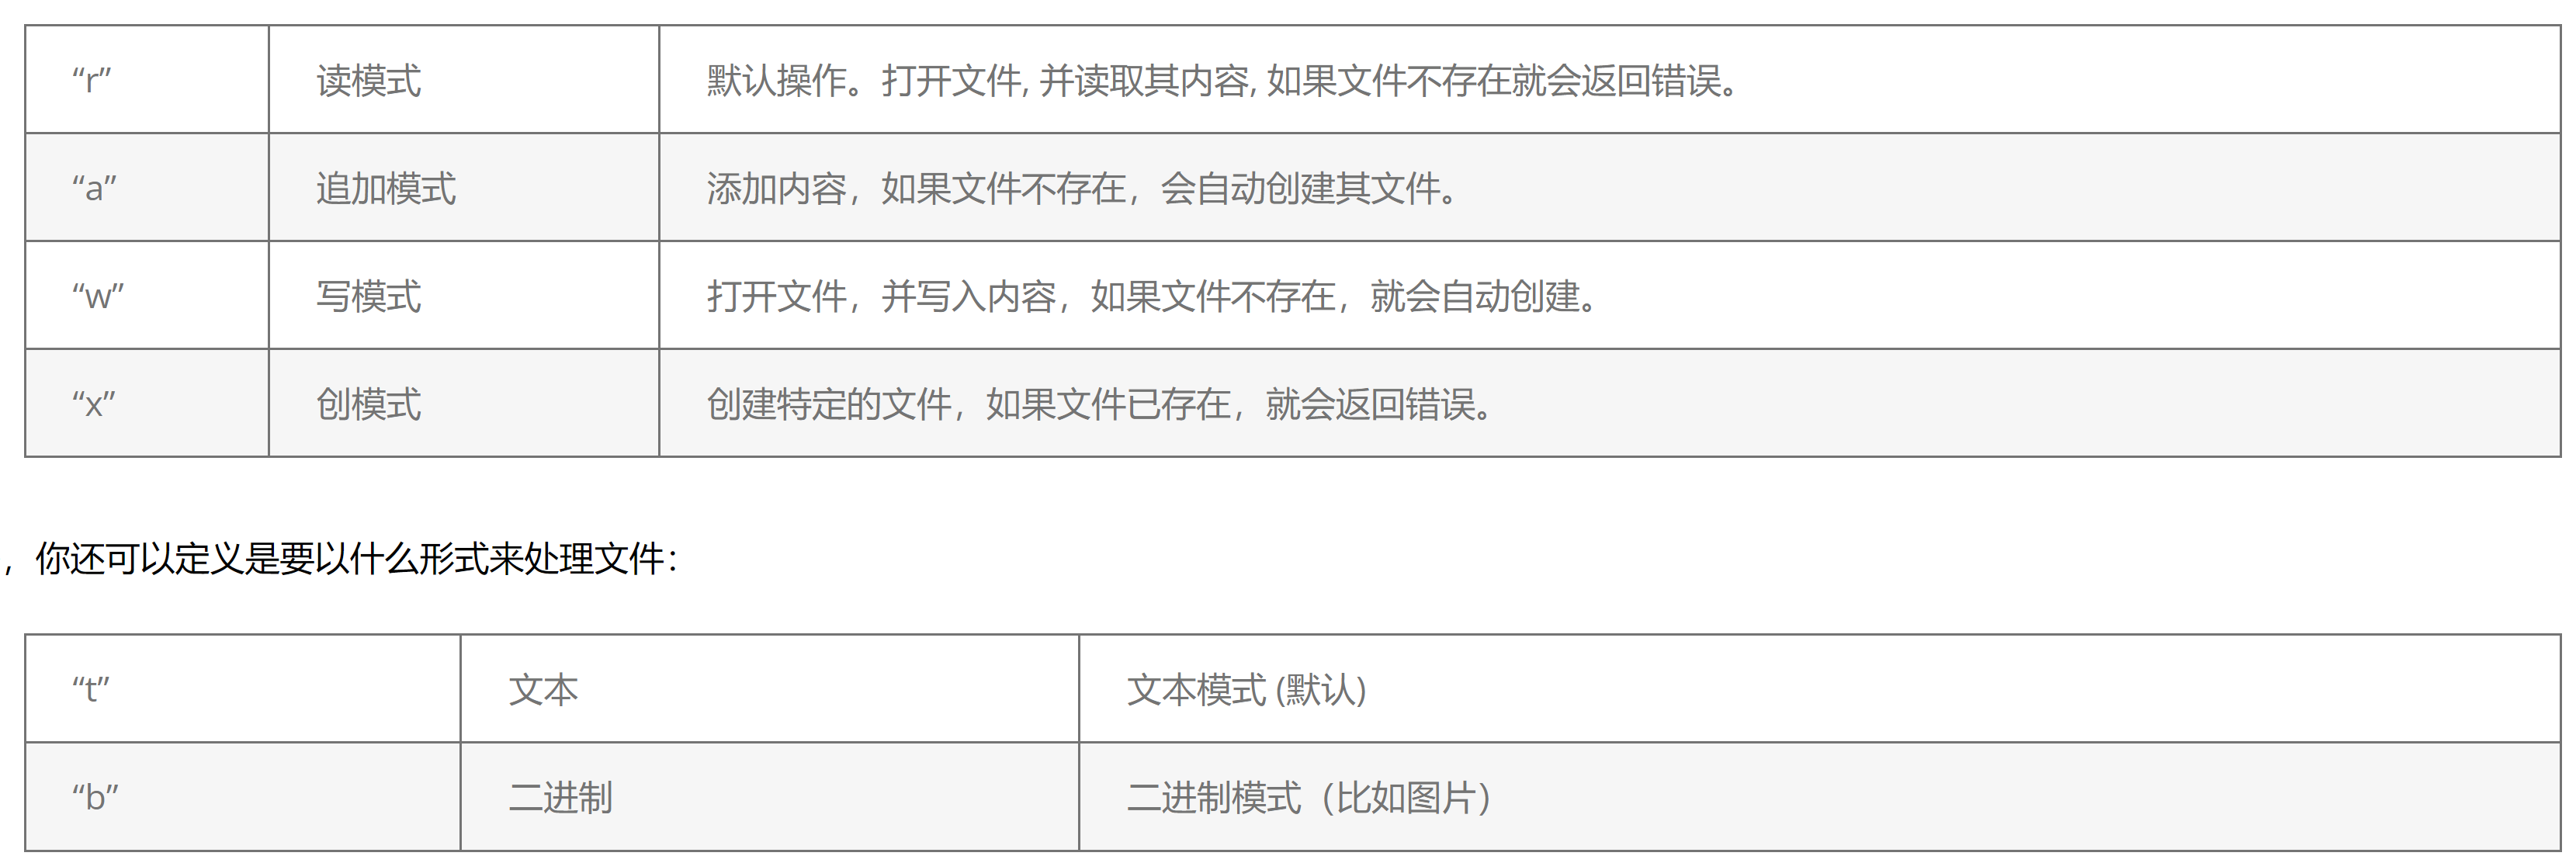 “r” 读模式 默认操作。打开文件, 并读取其内容, 如果文件不存在就会返回错误。
“a” 追加模式 添加内容，如果文件不存在，会自动创建其文件。
“w” 写模式 打开文件，并写入内容，如果文件不存在，就会自动创建。
“x” 创模式 创建特定的文件，如果文件已存在，就会返回错误。
，你还可以定义是要以什么形式来处理文件：
“t” 文本 文本模式 (默认)
“b” 二进制 二进制模式（比如图片）